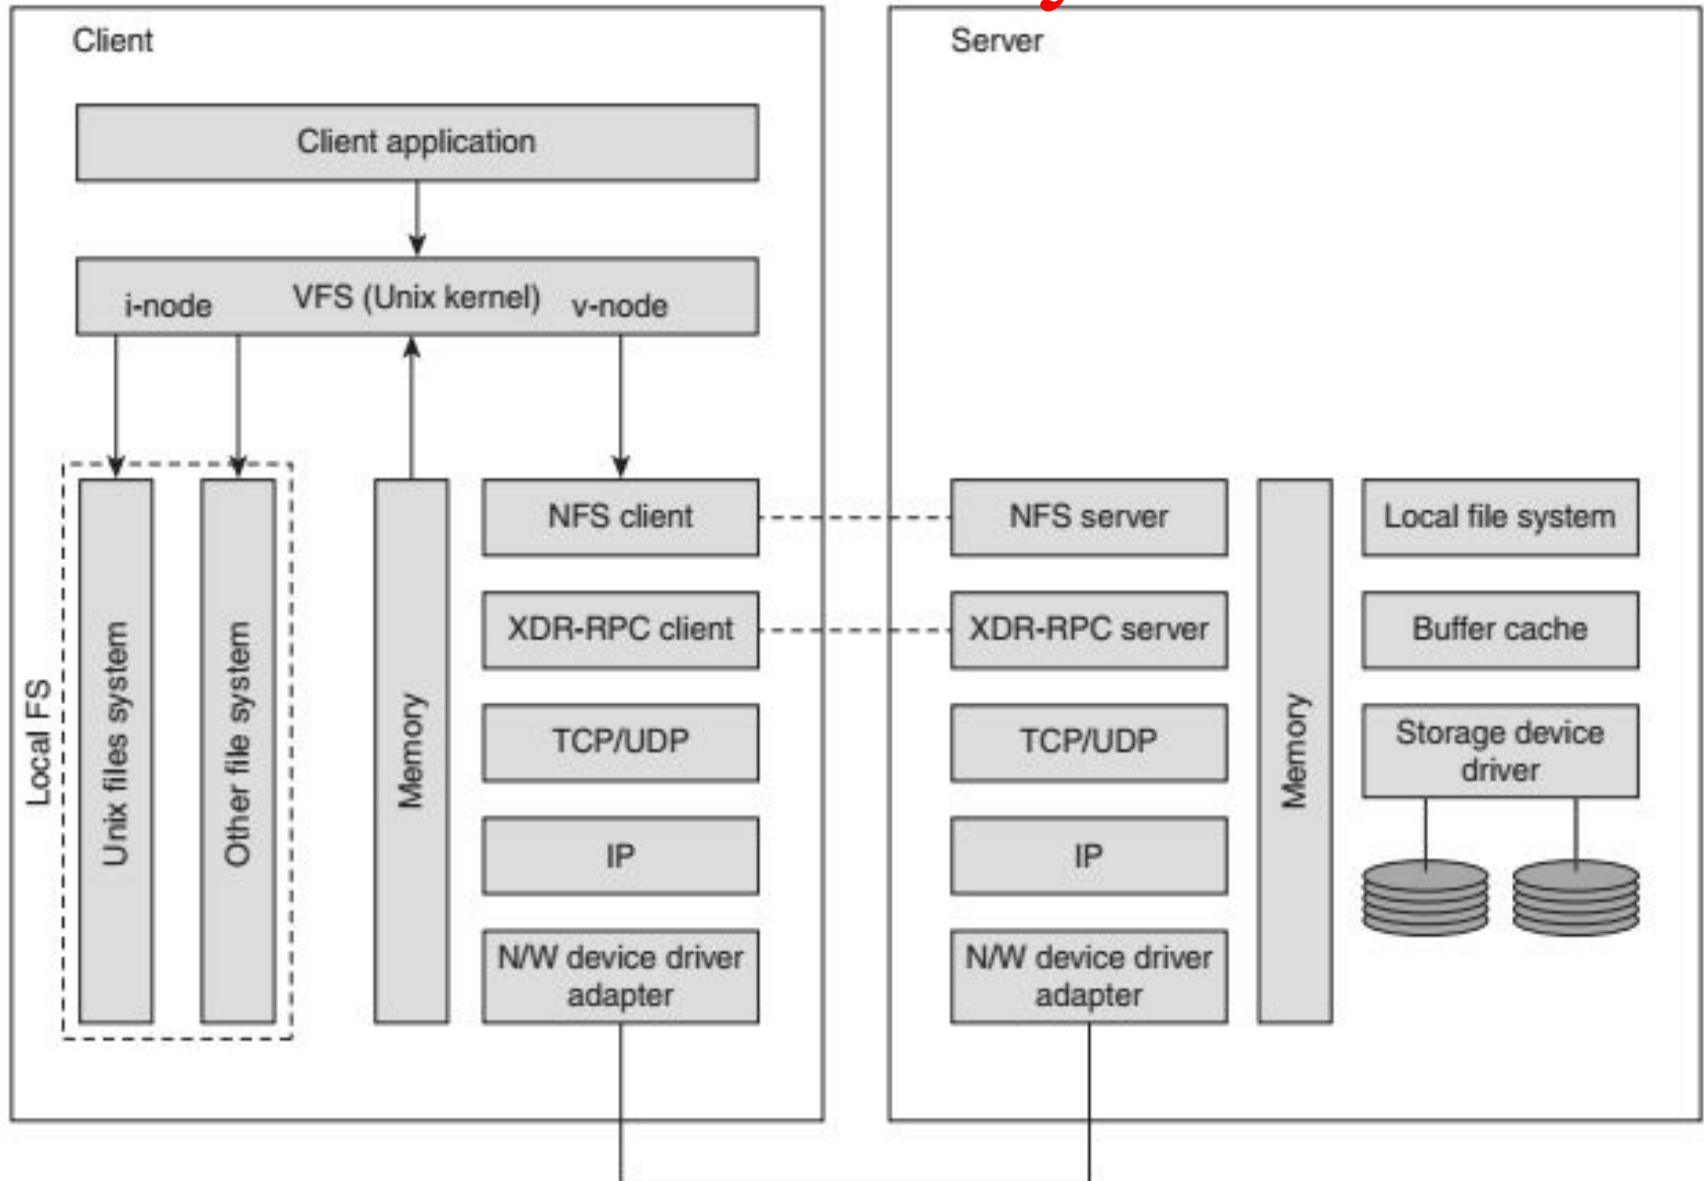 Client
Client application
VFS (Unix kernel)
i-node
v-node
Local FS
Unix files system
Other file system
Memory
NFS client
XDR-RPC client
TCP/UDP
IP
N/W device driver
adapter
Server
NFS server
XDR-RPC server
TCP/UDP
IP
N/W device driver
adapter
Memory
Local file system
Buffer cache
Storage device
driver